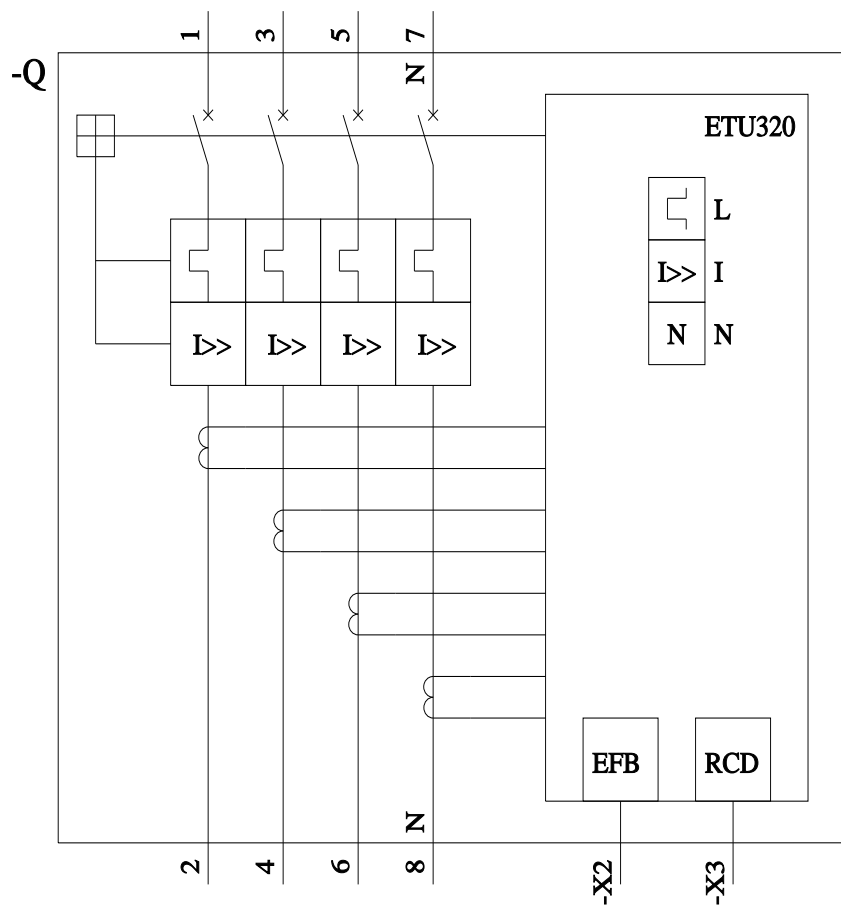 1 3 5 7
-Q
N
ETU320
L
I>> I
N N
I>> I>> I>> I>>
EFB RCD
N
2 4 6 8 -X2 -X3